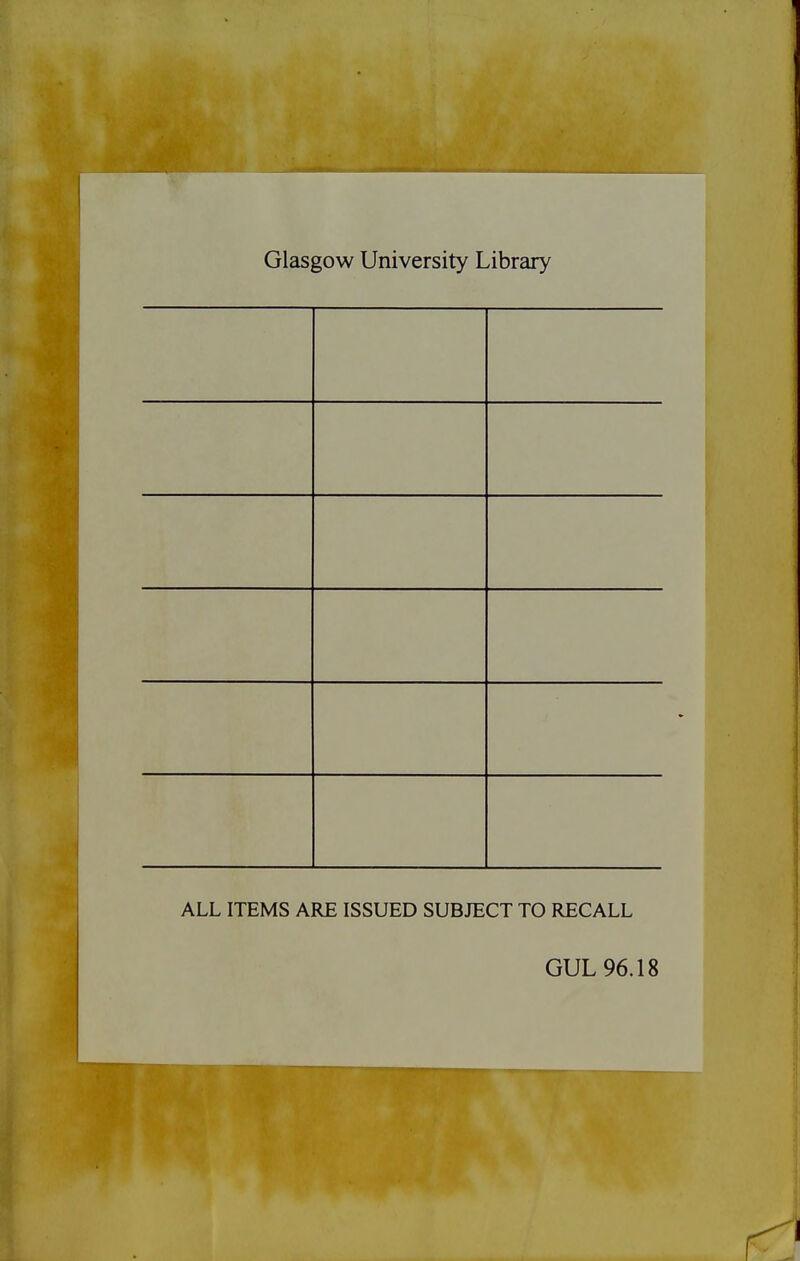 Glasgow University Library
ALL ITEMS ARE ISSUED SUBJECT TO RECALL
GUL 96.18